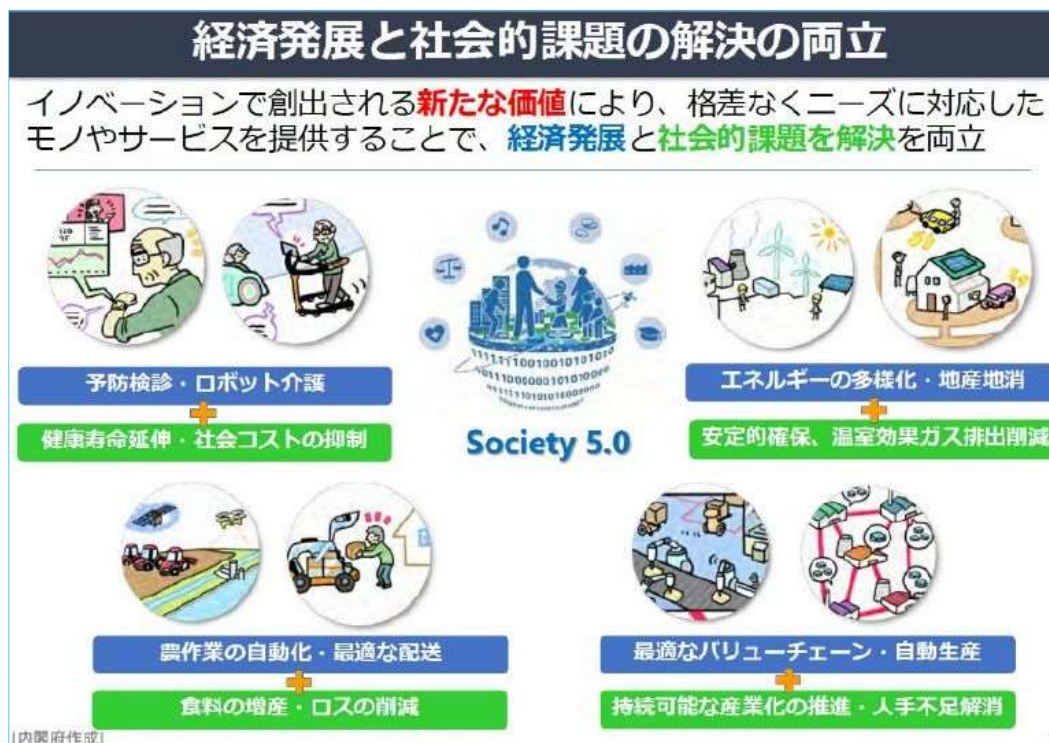 経済発展と社会的課題の解決の両立
イノベーションで創出される新たな価値により、格差なくニーズに対応した
モノやサービスを提供することで、経済発展と社会的課題を解決を両立
予防検診・ロボット介護
健康寿命延伸・社会コストの抑制
エネルギーの多様化・地産地消
安定的確保、温室効果ガス排出削減
Society 5.0
農作業の自動化・最適な配送
食料の増産・ロスの削減
最適なバリューチェーン・自動生産
持続可能な産業化の推進・人手不足解消
[内閣府作成]